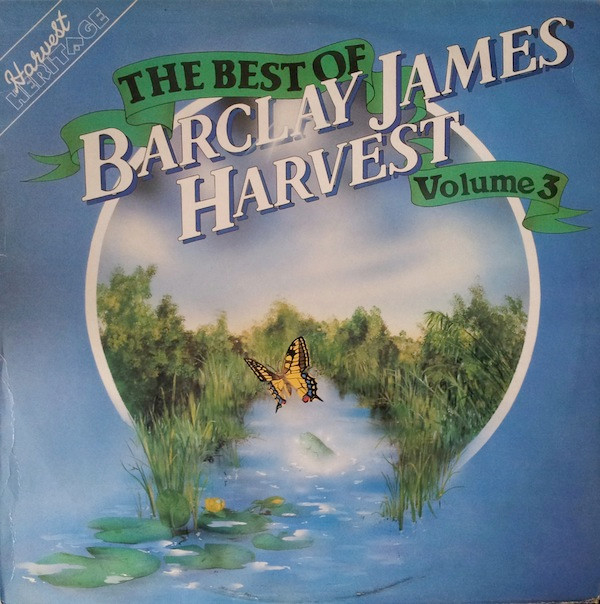 Harvest
HERITAGE
THE BEST OF
BARCLAY JAMES
HARVEST
Volume 3